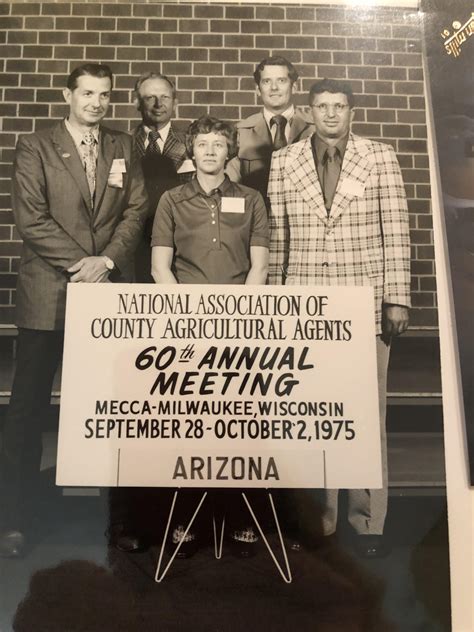 NATIONAL ASSOCIATION OF
COUNTY AGRICULTURAL AGENTS
60th ANNUAL
MEETING
MECCA-MILWAUKEE, WISCONSIN
SEPTEMBER 28-OCTOBER 2, 1975
ARIZONA